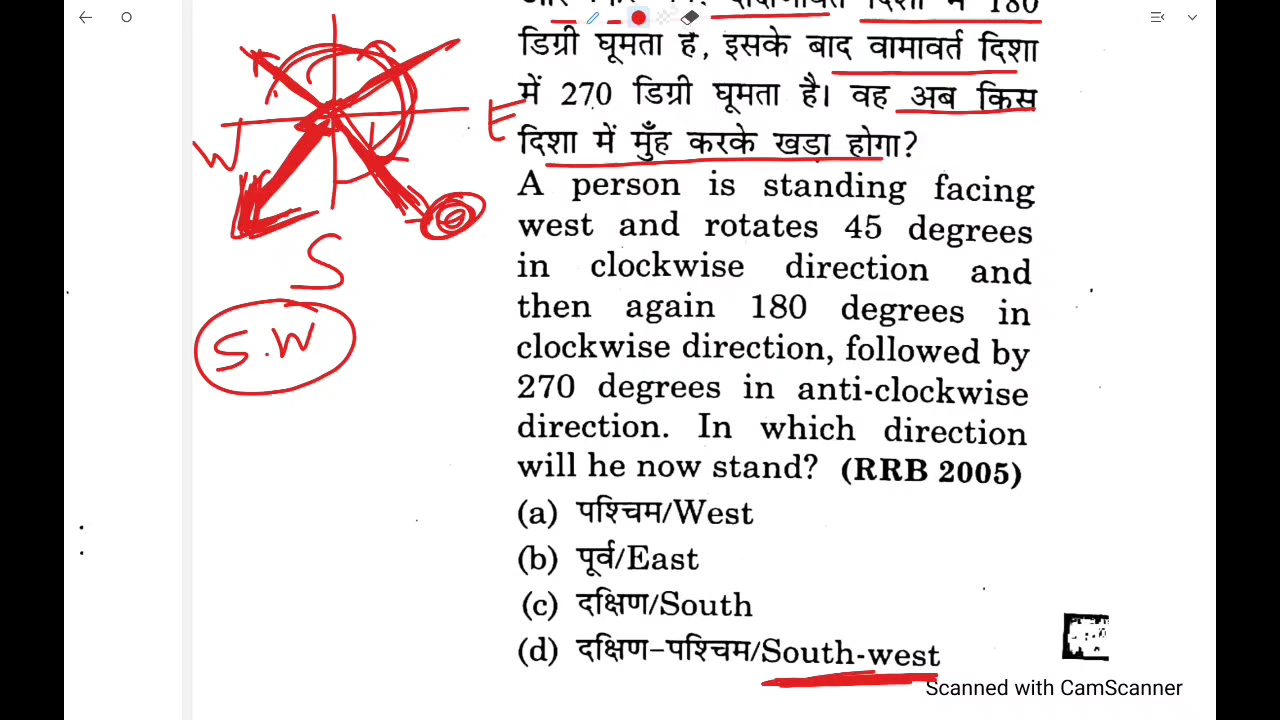 दिशा में 180
डिग्री घूमता है, इसके बाद वामावर्त दिशा
में 270 डिग्री घूमता है। वह अब किस
दिशा में मुँह करके खड़ा होगा?
A person is standing facing
west and rotates 45 degrees
in clockwise direction and
then again 180 degrees in
clockwise direction, followed by
270 degrees in anti-clockwise
direction. In which direction
will he now stand? (RRB 2005)
(a) पश्चिम/West
(b) पूर्व/East
(c) दक्षिण/South
(d) दक्षिण-पश्चिम/South-west
E
W
S
S.W
Scanned with CamScanner